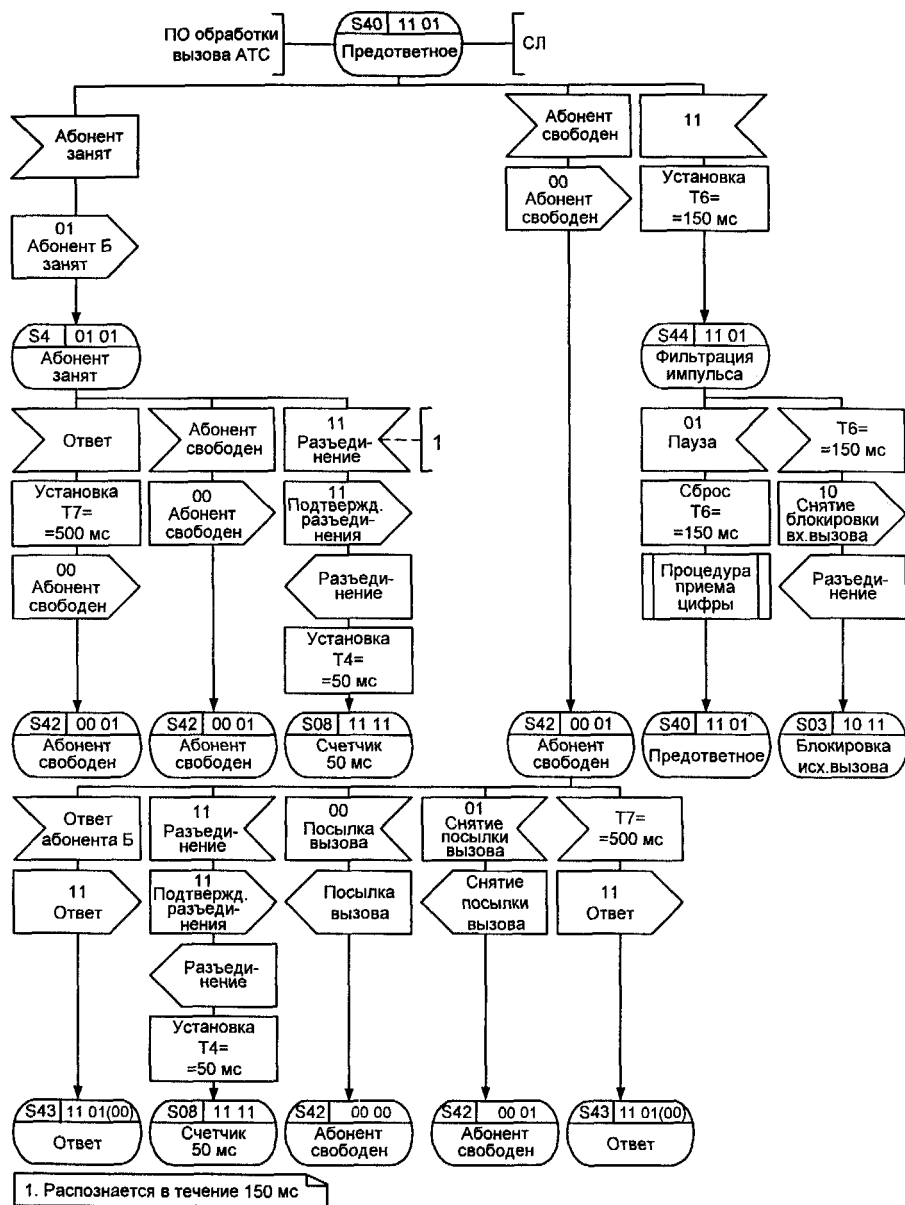 ПО обработки
вызова АТС
S40 11 01
Предответное
СЛ
Абонент
занят
Абонент
свободен
11
01
Абонент Б
занят
00
Абонент
свободен
Установка
Т6=
=150 мс
S4 01 01
Абонент
занят
S44 11 01
Фильтрация
импульса
Ответ
Абонент
свободен
11
Разъеди-
нение
1
01
Пауза
Т6=
=150 мс
Установка
Т7=
=500 мс
00
Абонент
свободен
11
Подтвержд.
разъеди-
нения
Сброс
Т6=
=150 мс
10
Снятие
блокировки
вх.вызова
00
Абонент
свободен
Разъеди-
нение
Процедура
приема
цифры
Разъеди-
нение
Установка
Т4=
=50 мс
S42 00 01
Абонент
свободен
S42 00 01
Абонент
свободен
S08 11 11
Счетчик
50 мс
S42 00 01
Абонент
свободен
S40 11 01
Предответное
S03 10 11
Блокировка
исх.вызова
Ответ
абонента Б
11
Разъеди-
нение
00
Посылка
вызова
01
Снятие
посылки
вызова
Т7=
=500 мс
11
Ответ
11
Подтвержд.
разъеди-
нения
Посылка
вызова
Снятие
посылки
вызова
11
Ответ
Разъеди-
нение
Установка
Т4=
=50 мс
S43 11 01(00)
Ответ
S08 11 11
Счетчик
50 мс
S42 00 00
Абонент
свободен
S42 00 01
Абонент
свободен
S43 11 01(00)
Ответ
1. Распознается в течение 150 мс